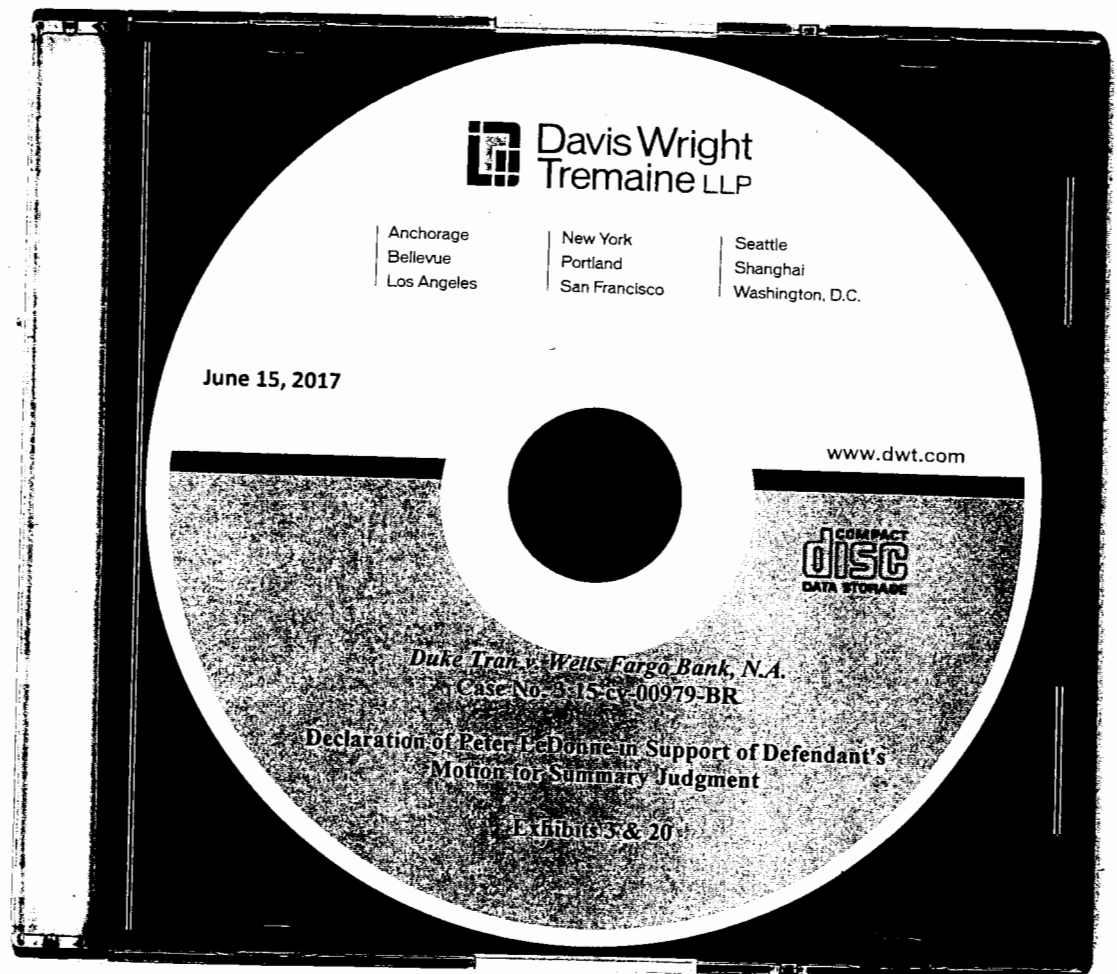 Davis Wright
Tremaine LLP
Anchorage
Bellevue
Los Angeles
New York
Portland
San Francisco
Seattle
Shanghai
Washington, D.C.
June 15, 2017
www.dwt.com
COMPACT
disc
DATA STORAGE
Duke Tran v. Wells Fargo Bank, N.A.
Case No. 3:15-cv-00979-BR
Declaration of Peter LeDonne in Support of Defendant's
Motion for Summary Judgment
Exhibits 3 & 20